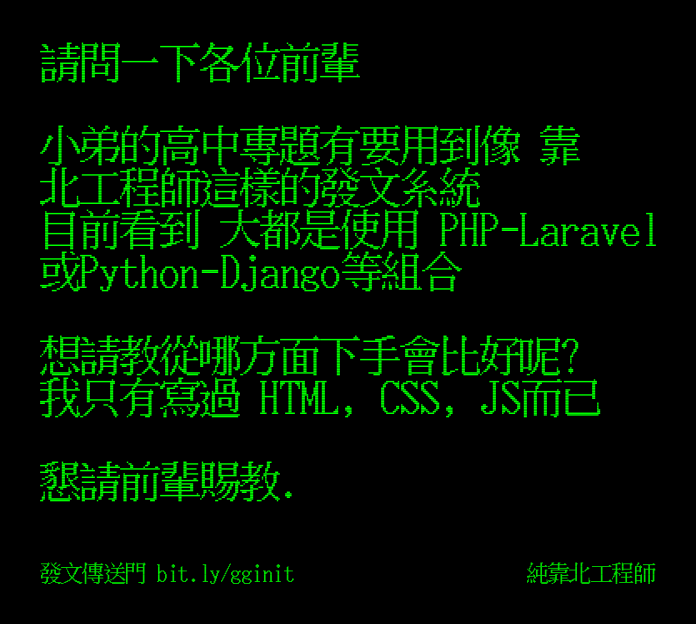 請問一下各位前輩
小弟的高中專題有要用到像 靠
北工程師這樣的發文系統
目前看到 大都是使用 PHP-Laravel
或Python-Django等組合
想請教從哪方面下手會比好呢?
我只有寫過 HTML, CSS, JS而已
懇請前輩賜教.
發文傳送門 bit.ly/gginit
純靠北工程師